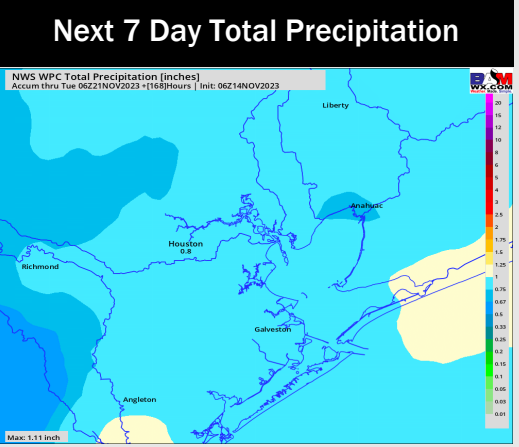 Next 7 Day Total Precipitation
NWS WPC Total Precipitation [inches]
Accum thru Tue 06Z21NOV2023 +[168]Hours | Init: 06Z14NOV2023
BAM
WX.COM
Liberty
Anahuac
Houston
0.8
Richmond
Galveston
Angleton
Max: 1.11 inch
20
15
12
10
8
6
5
4
3
2.5
2
1.75
1.5
1.25
1
0.75
0.67
0.5
0.33
0.25
0.2
0.15
0.1
0.05
0.03
0.01